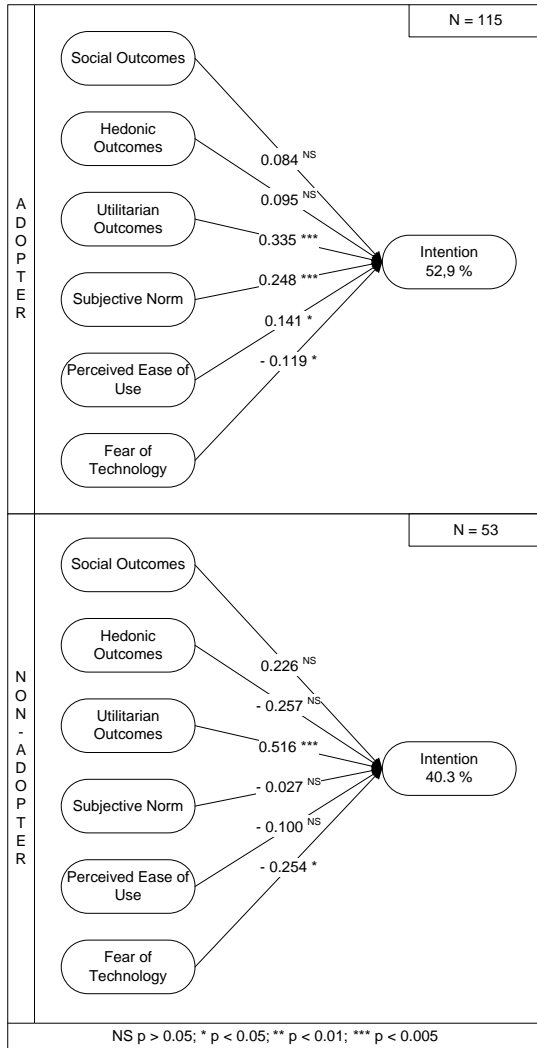 N = 115
ADOPTER
Social Outcomes
Hedonic
Outcomes
Utilitarian
Outcomes
Subjective Norm
Perceived Ease of
Use
Fear of
Technology
0.084 NS
0.095 NS
0.335 ***
0.248 ***
0.141 *
- 0.119 *
Intention
52,9 %
N = 53
NON-ADOPTER
Social Outcomes
Hedonic
Outcomes
Utilitarian
Outcomes
Subjective Norm
Perceived Ease of
Use
Fear of
Technology
0.226 NS
- 0.257 NS
0.516 ***
- 0.027 NS
- 0.100 NS
- 0.254 *
Intention
40.3 %
NS p > 0.05; * p < 0.05; ** p < 0.01; *** p < 0.005